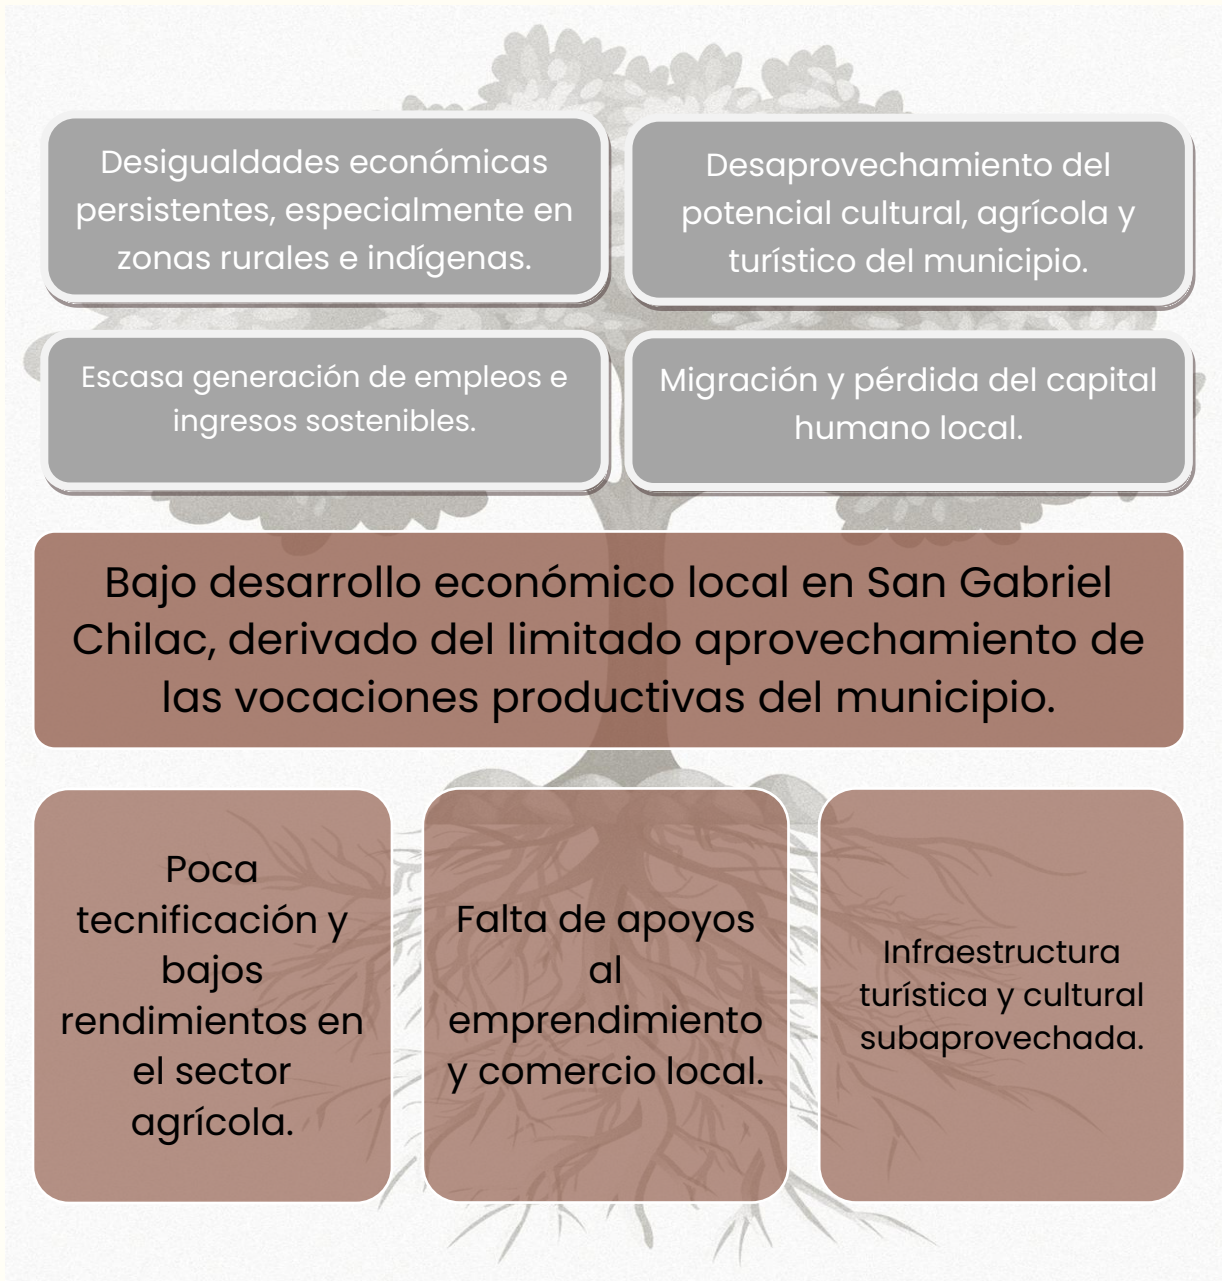 Desigualdades económicas
persistentes, especialmente en
zonas rurales e indígenas.
Desaprovechamiento del
potencial cultural, agrícola y
turístico del municipio.
Escasa generación de empleos e
ingresos sostenibles.
Migración y pérdida del capital
humano local.
Bajo desarrollo económico local en San Gabriel
Chilac, derivado del limitado aprovechamiento de
las vocaciones productivas del municipio.
Poca
tecnificación y
bajos
rendimientos en
el sector
agrícola.
Falta de apoyos
al
emprendimiento
y comercio local.
Infraestructura
turística y cultural
subaprovechada.